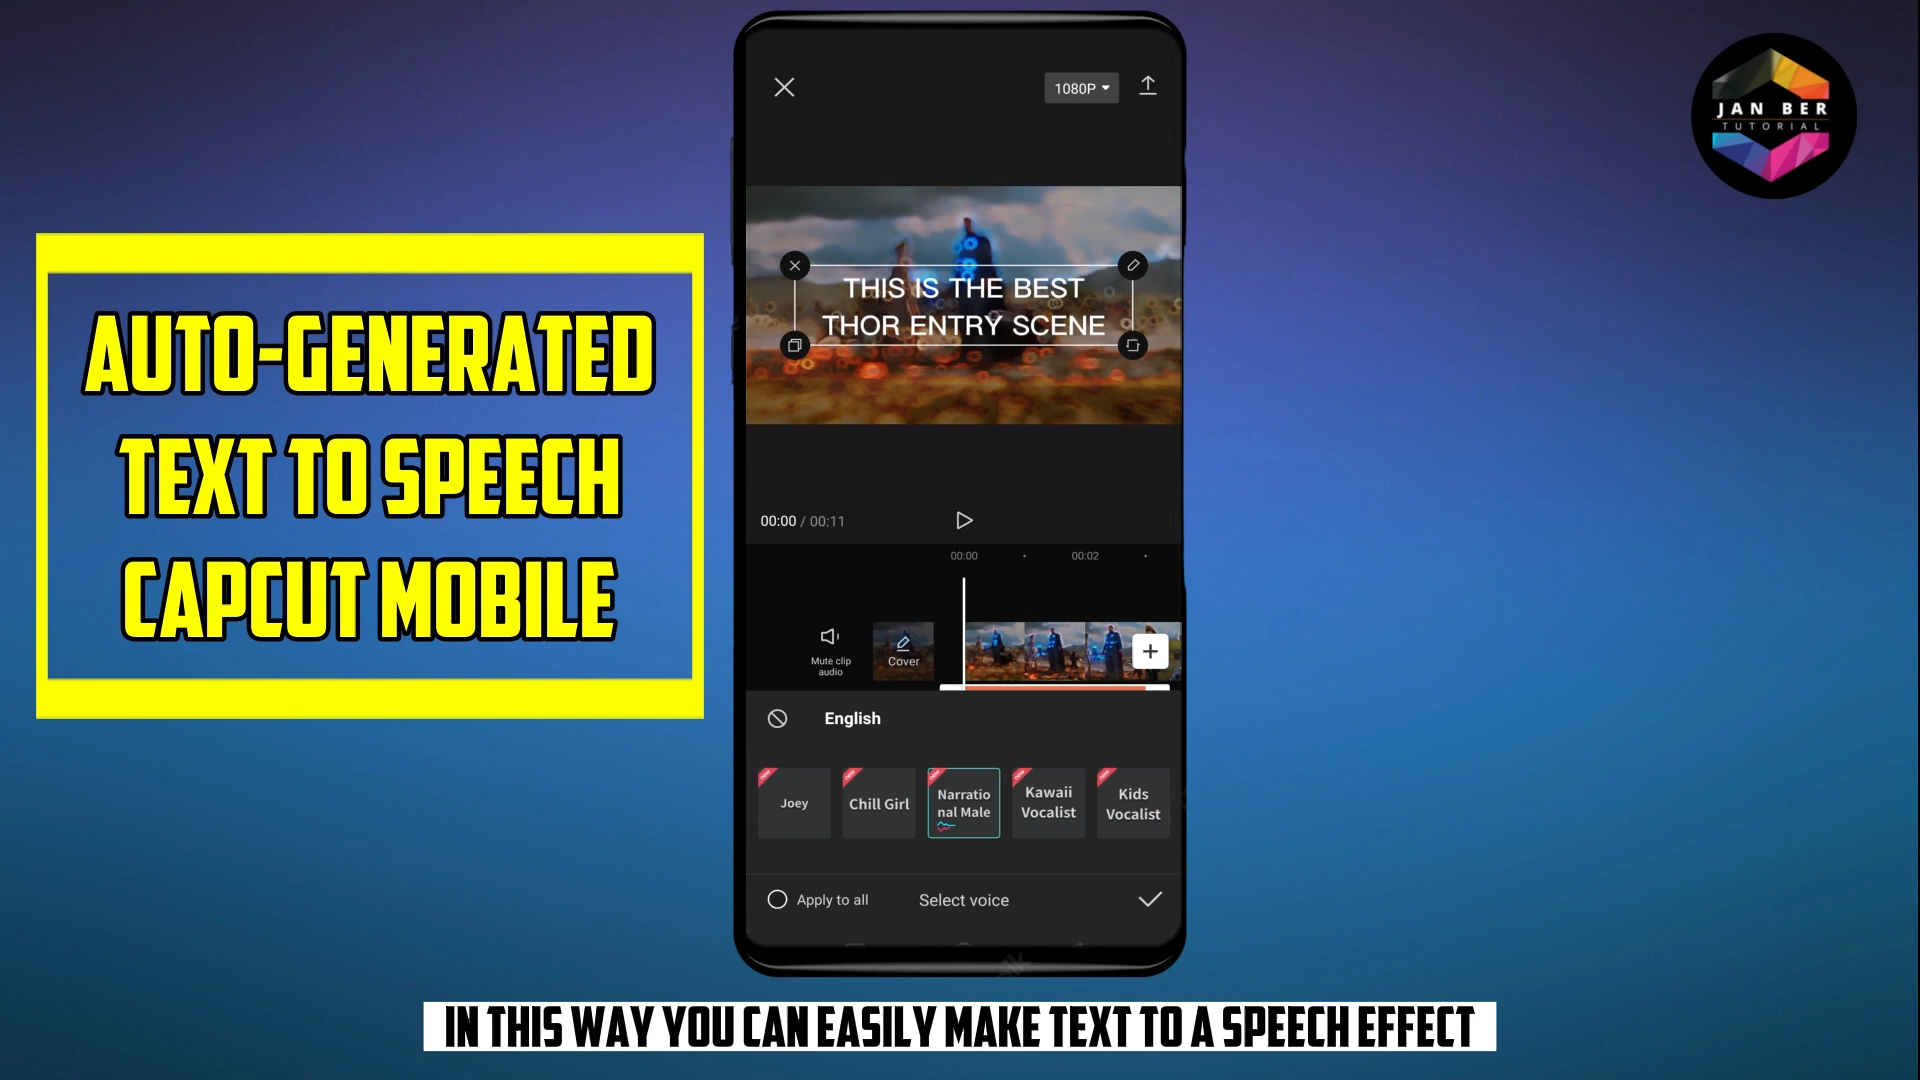 JAN BER
TUTORIAL
AUTO-GENERATED
TEXT TO SPEECH
CAPCUT MOBILE
1080P
THIS IS THE BEST
THOR ENTRY SCENE
00:00 / 00:11
00:00
00:02
Mute clip
audio
Cover
English
Joey
Chill Girl
Narratio
nal Male
Kawaii
Vocalist
Kids
Vocalist
Apply to all
Select voice
IN THIS WAY YOU CAN EASILY MAKE TEXT TO A SPEECH EFFECT